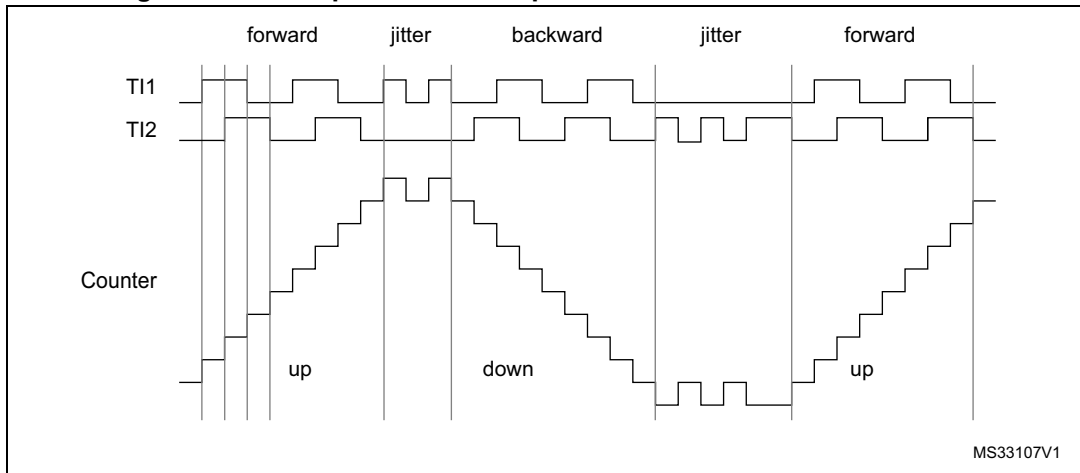 forward jitter backward jitter forward
TI1
TI2
Counter
up down up
MS33107V1